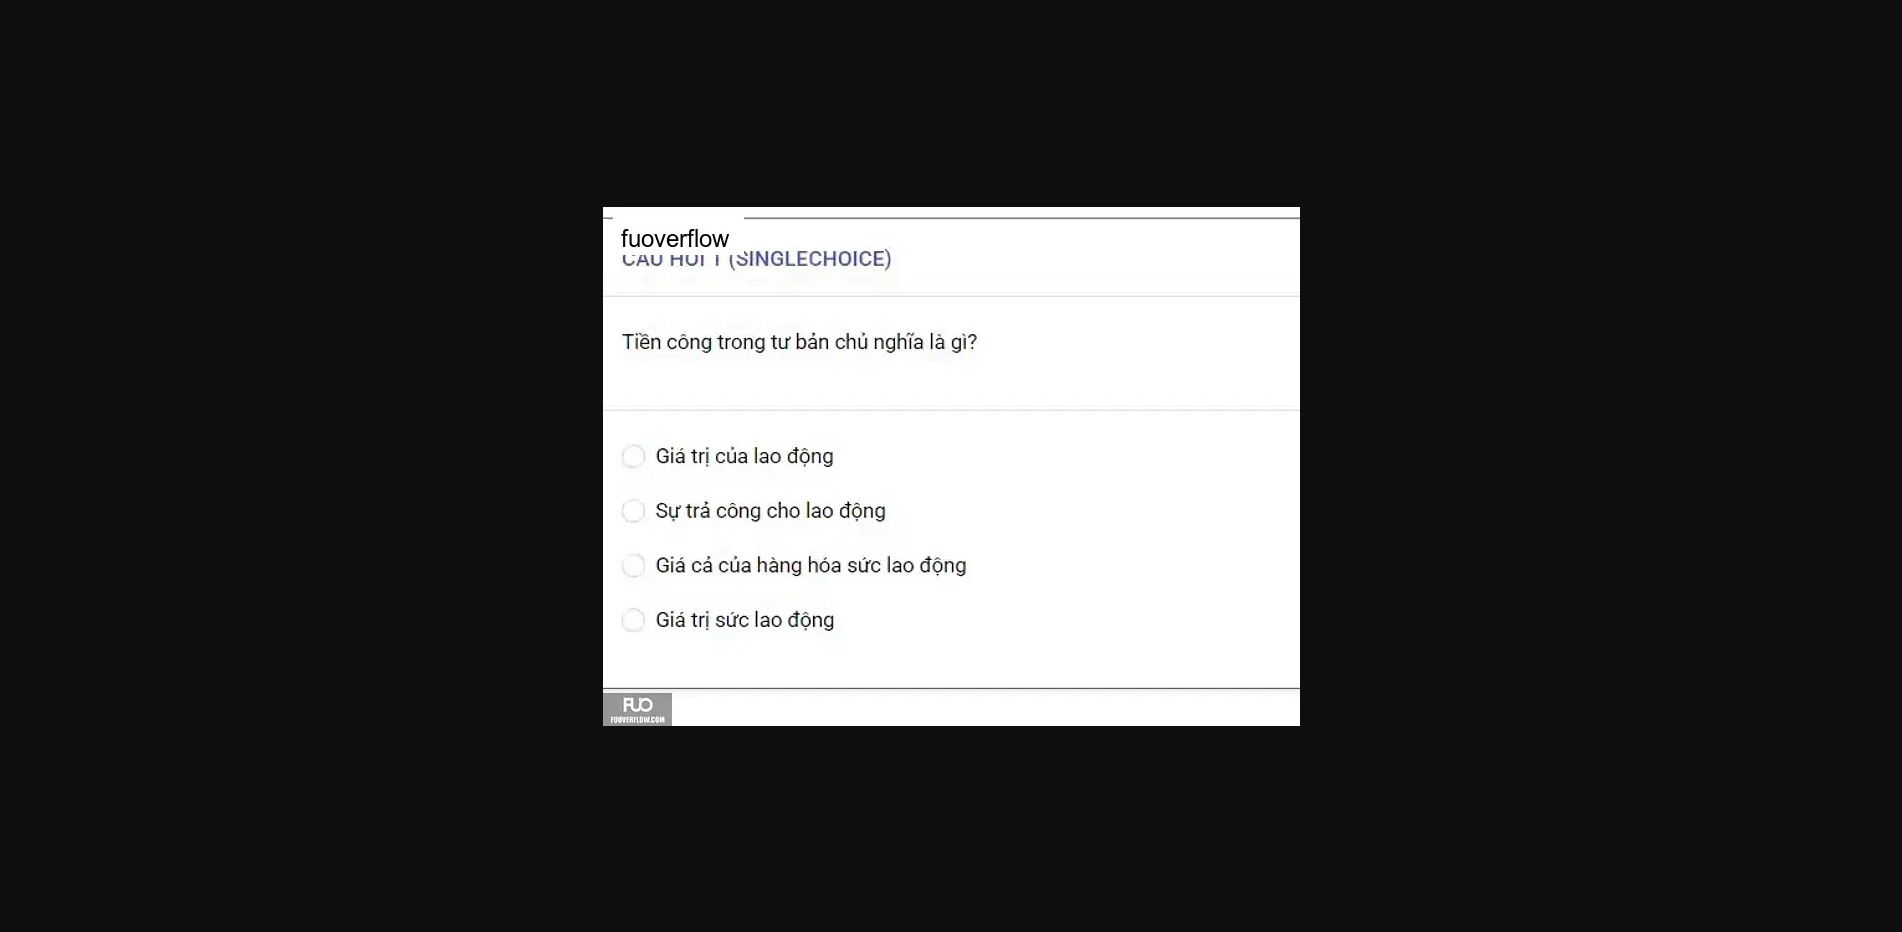 fuoverflow
CÂU HỎI 1 (SINGLECHOICE)
Tiền công trong tư bản chủ nghĩa là gì?
Giá trị của lao động
Sự trả công cho lao động
Giá cả của hàng hóa sức lao động
Giá trị sức lao động
FUO
FUOVERFLOW.COM